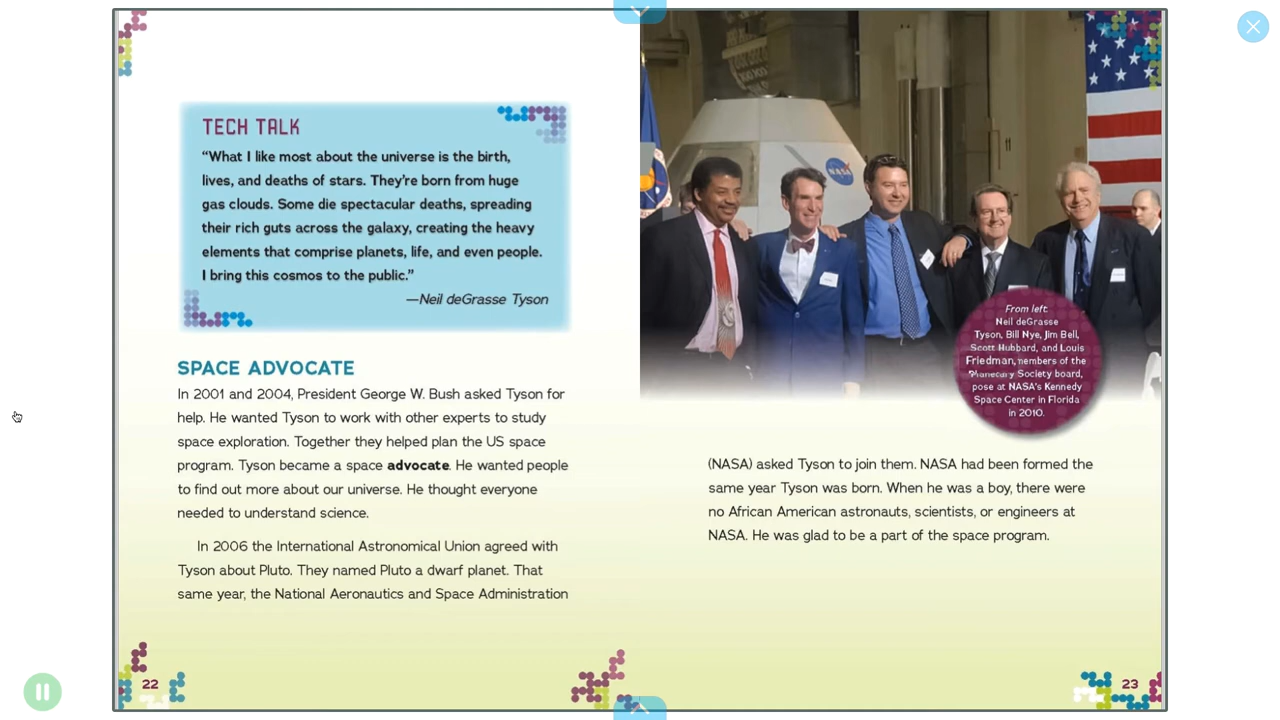 TECH TALK
“What I like most about the universe is the birth,
lives, and deaths of stars. They’re born from huge
gas clouds. Some die spectacular deaths, spreading
their rich guts across the galaxy, creating the heavy
elements that comprise planets, life, and even people.
I bring this cosmos to the public.”
—Neil deGrasse Tyson
SPACE ADVOCATE
In 2001 and 2004, President George W. Bush asked Tyson for
help. He wanted Tyson to work with other experts to study
space exploration. Together they helped plan the US space
program. Tyson became a space advocate. He wanted people
to find out more about our universe. He thought everyone
needed to understand science.
In 2006 the International Astronomical Union agreed with
Tyson about Pluto. They named Pluto a dwarf planet. That
same year, the National Aeronautics and Space Administration
22
NASA
From left:
Neil deGrasse
Tyson, Bill Nye, Jim Bell,
Scott Hubbard, and Louis
Friedman, members of the
Planetary Society board,
pose at NASA’s Kennedy
Space Center in Florida
in 2010.
(NASA) asked Tyson to join them. NASA had been formed the
same year Tyson was born. When he was a boy, there were
no African American astronauts, scientists, or engineers at
NASA. He was glad to be a part of the space program.
23